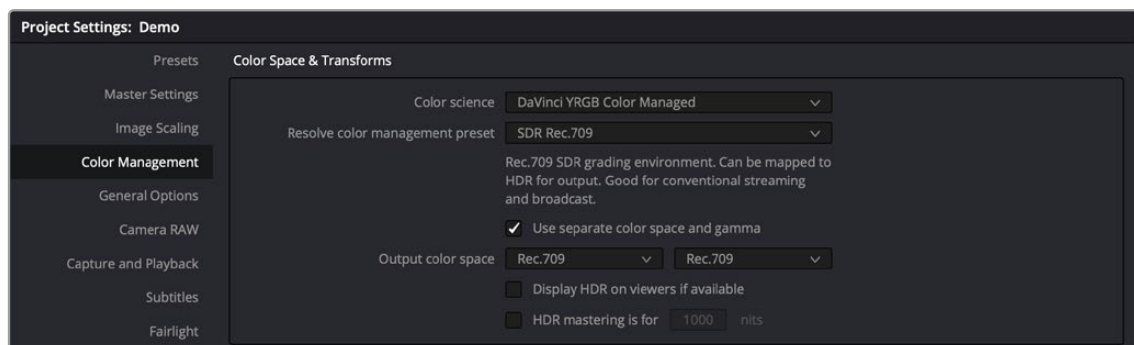 Project Settings: Demo
Presets
Master Settings
Image Scaling
Color Management
General Options
Camera RAW
Capture and Playback
Subtitles
Fairlight
Color Space & Transforms
Color science DaVinci YRGB Color Managed
Resolve color management preset SDR Rec.709
Rec.709 SDR grading environment. Can be mapped to
HDR for output. Good for conventional streaming
and broadcast.
Use separate color space and gamma
Output color space Rec.709 Rec.709
Display HDR on viewers if available
HDR mastering is for 1000 nits